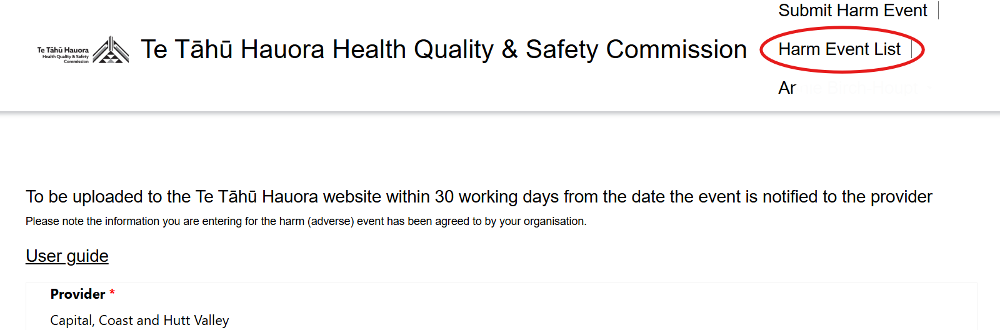 Submit Harm Event
Te Tāhū Hauora
Health Quality & Safety
Commission
Te Tāhū Hauora Health Quality & Safety Commission
Harm Event List
Ar
To be uploaded to the Te Tāhū Hauora website within 30 working days from the date the event is notified to the provider
Please note the information you are entering for the harm (adverse) event has been agreed to by your organisation.
User guide
Provider *
Capital, Coast and Hutt Valley